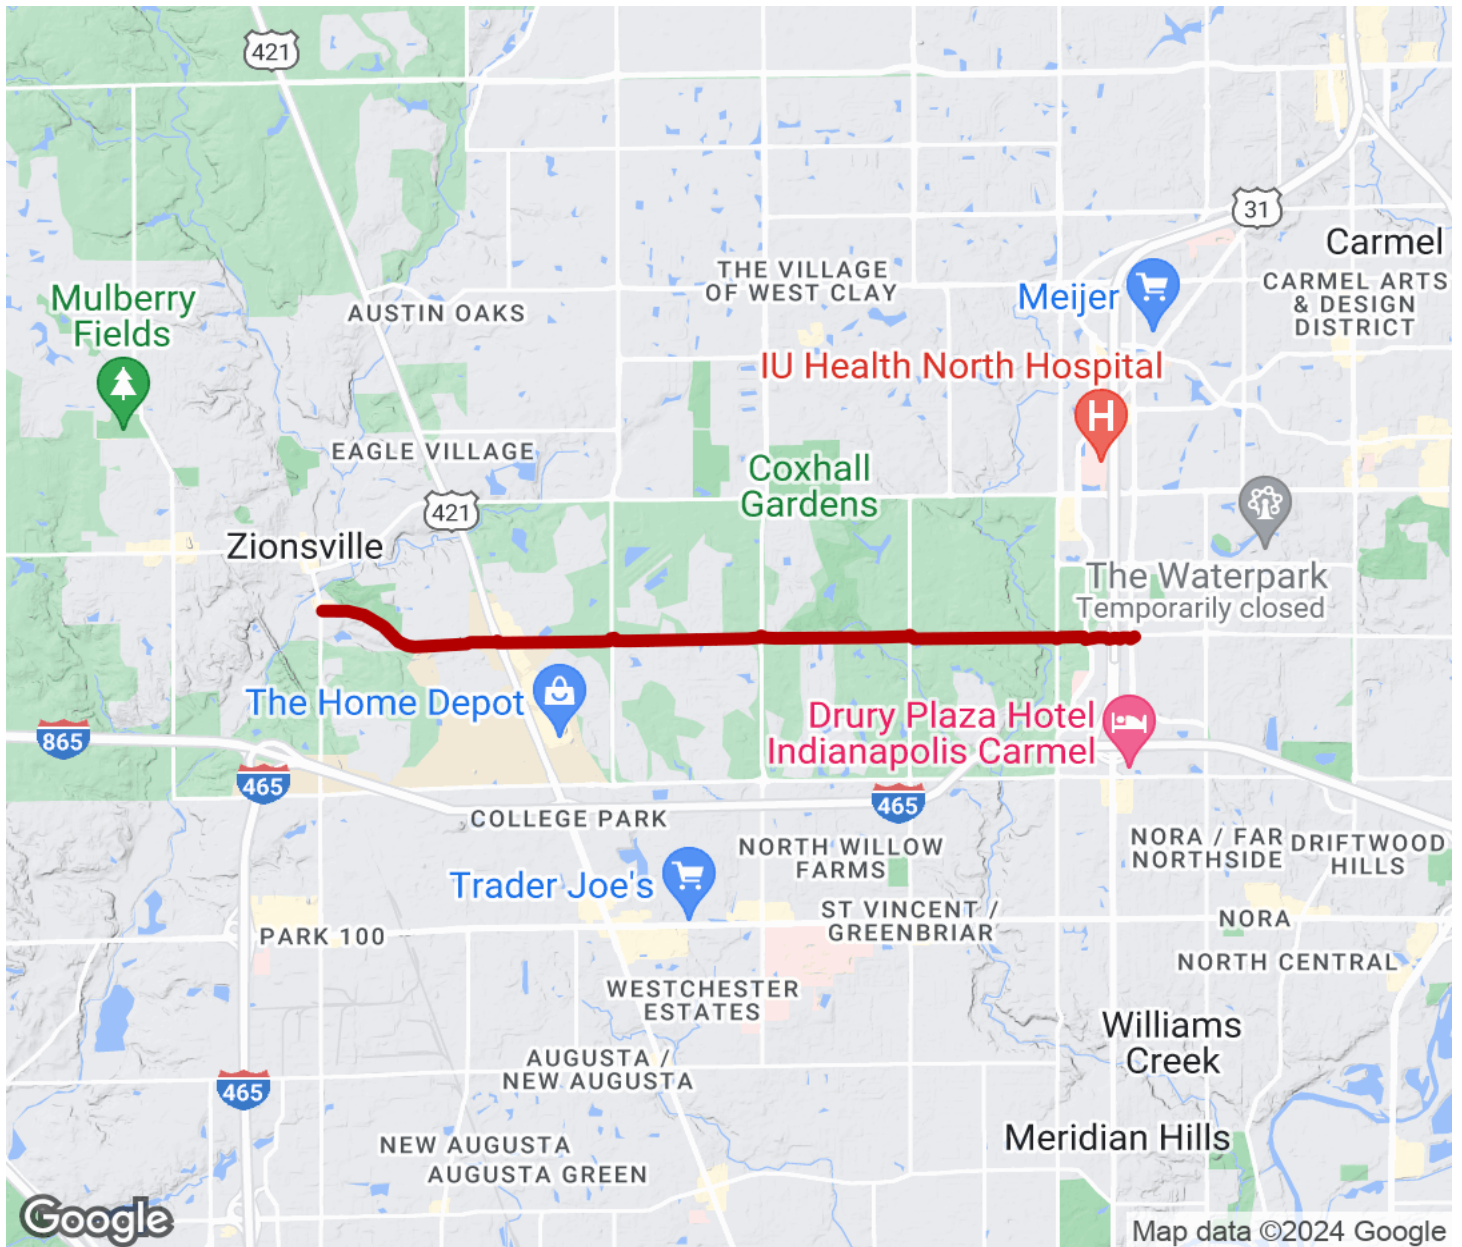 421
31
Carmel
THE VILLAGE
OF WEST CLAY
CARMEL ARTS
& DESIGN
DISTRICT
Mulberry
Fields
AUSTIN OAKS
Meijer
IU Health North Hospital
H
EAGLE VILLAGE
Coxhall
Gardens
421
Zionsville
The Waterpark
Temporarily closed
The Home Depot
Drury Plaza Hotel
Indianapolis Carmel
865
465
465
COLLEGE PARK
NORTH WILLOW
FARMS
NORA / FAR
NORTHSIDE
DRIFTWOOD
HILLS
Trader Joe's
ST VINCENT /
GREENBRIAR
NORA
PARK 100
NORTH CENTRAL
WESTCHESTER
ESTATES
Williams
Creek
AUGUSTA /
NEW AUGUSTA
465
NEW AUGUSTA
AUGUSTA GREEN
Meridian Hills
Google
Map data ©2024 Google